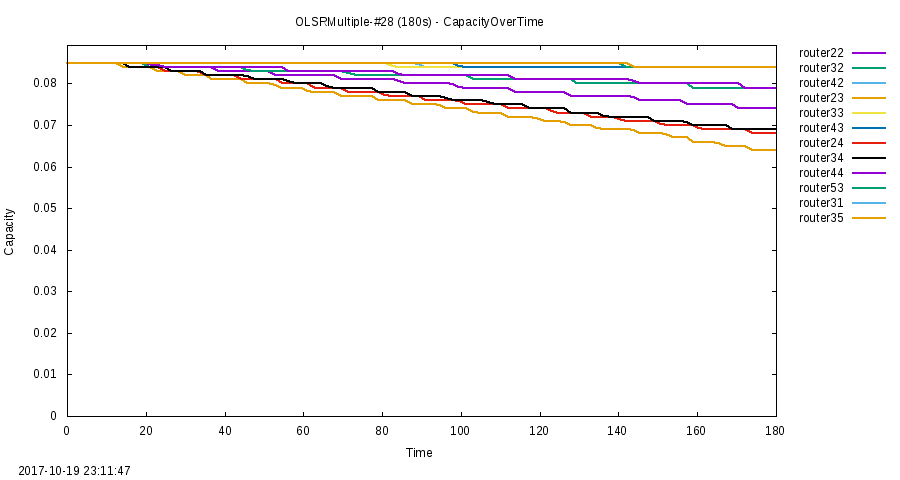 OLSRMultiple-#28 (180s) - CapacityOverTime
router22
router32
router42
router23
router33
router43
router24
router34
router44
router53
router31
router35
0.08
0.07
0.06
0.05
0.04
0.03
0.02
0.01
0
Capacity
0 20 40 60 80 100 120 140 160 180
Time
2017-10-19 23:11:47